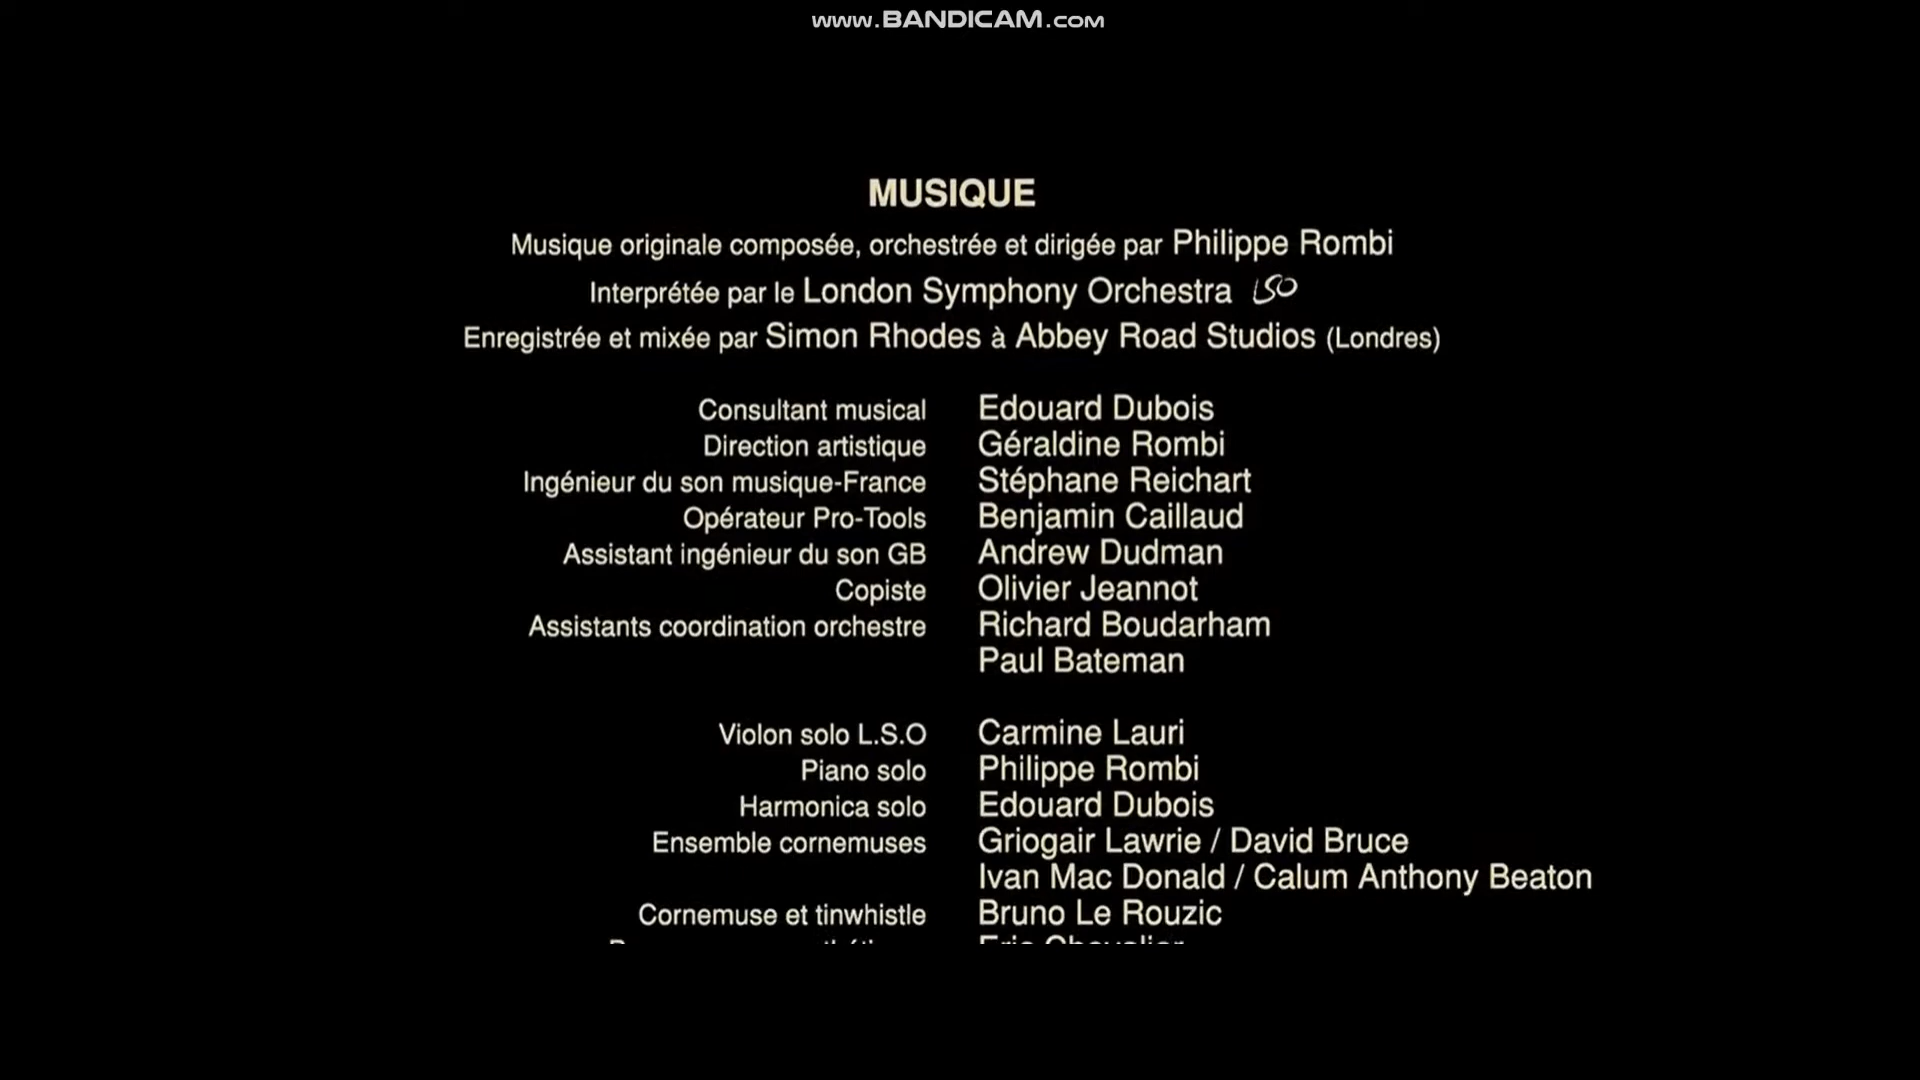 www.BANDICAM.com
MUSIQUE
Musique originale composée, orchestrée et dirigée par Philippe Rombi
Interprétée par le London Symphony Orchestra LSO
Enregistrée et mixée par Simon Rhodes à Abbey Road Studios (Londres)
Consultant musical Edouard Dubois
Direction artistique Géraldine Rombi
Ingénieur du son musique-France Stéphane Reichart
Opérateur Pro-Tools Benjamin Caillaud
Assistant ingénieur du son GB Andrew Dudman
Copiste Olivier Jeannot
Assistants coordination orchestre Richard Boudarham
Paul Bateman
Violon solo L.S.O Carmine Lauri
Piano solo Philippe Rombi
Harmonica solo Edouard Dubois
Ensemble cornemuses Griogair Lawrie / David Bruce
Ivan Mac Donald / Calum Anthony Beaton
Cornemuse et tinwhistle Bruno Le Rouzic
Eric Chevalier